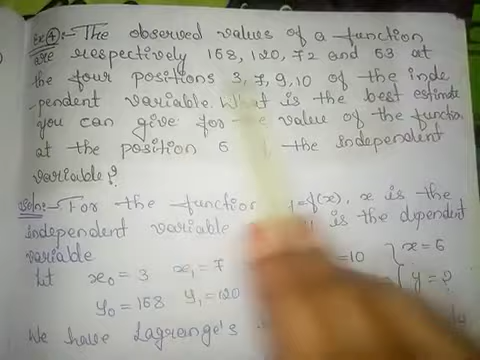 Ex ④:- The observed values of a function
are respectively 168, 120, 72 and 63 at
the four positions 3, 7, 9, 10 of the inde
pendent variable. What is the best estimate
you can give for the value of the function
at the position 6 the independent
variable?
Soln:- For the function =f(x), x is the
independent variable is the dependent
variable
Let x₀ = 3 x₁ = 7 = 10 x = 6
y₀ = 168 y₁ = 120 y = ?
We have Lagrange's